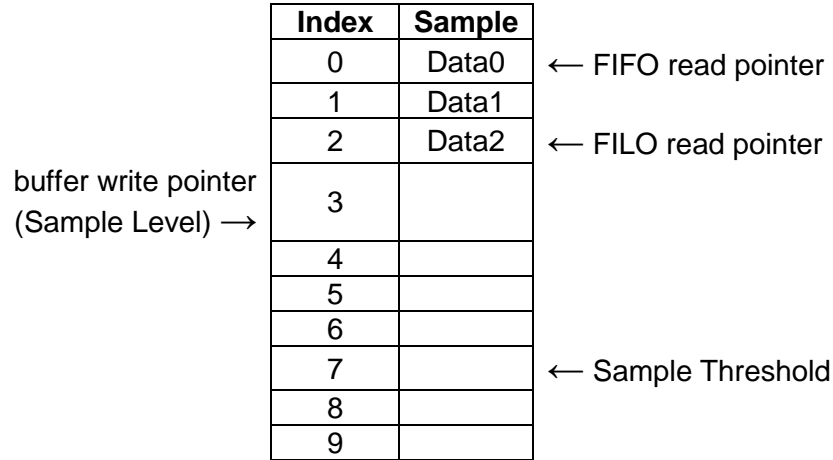 Index Sample
0 Data0 ← FIFO read pointer
1 Data1
2 Data2 ← FILO read pointer
buffer write pointer
(Sample Level) → 3
4
5
6
7 ← Sample Threshold
8
9